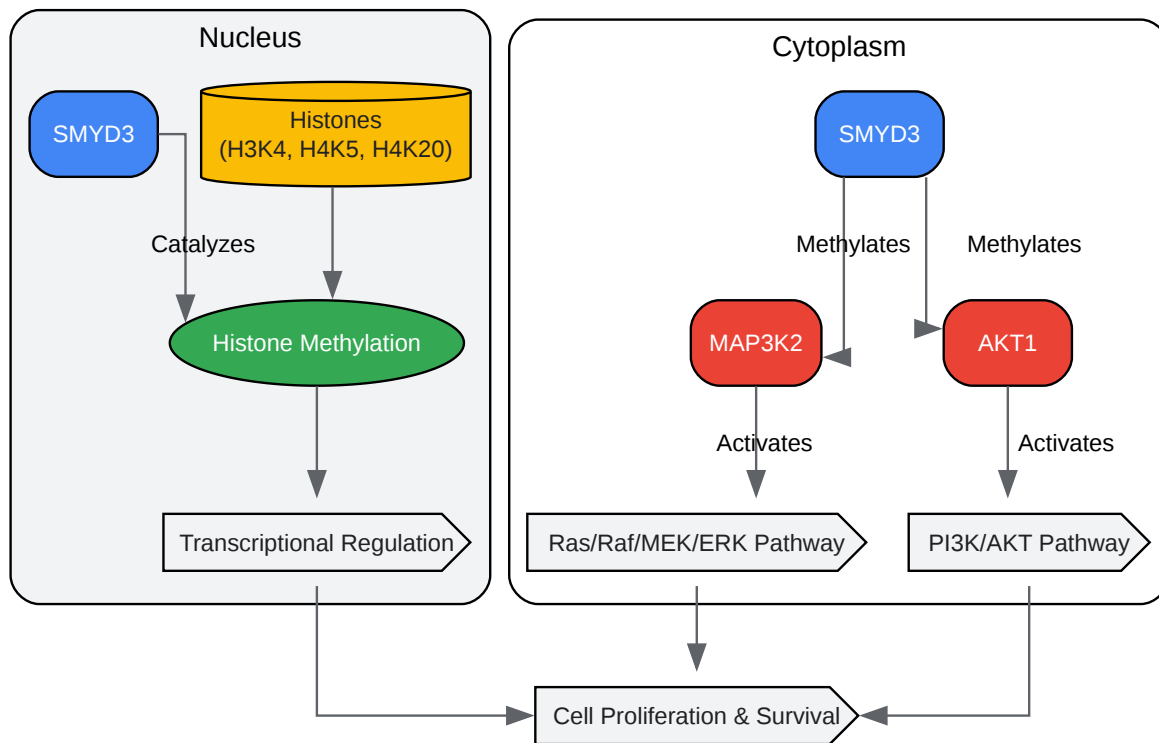 Nucleus
Cytoplasm
SMYD3
Histones
(H3K4, H4K5, H4K20)
SMYD3
Catalyzes
Methylates
Methylates
Histone Methylation
MAP3K2
AKT1
Activates
Activates
Transcriptional Regulation
Ras/Raf/MEK/ERK Pathway
PI3K/AKT Pathway
Cell Proliferation & Survival